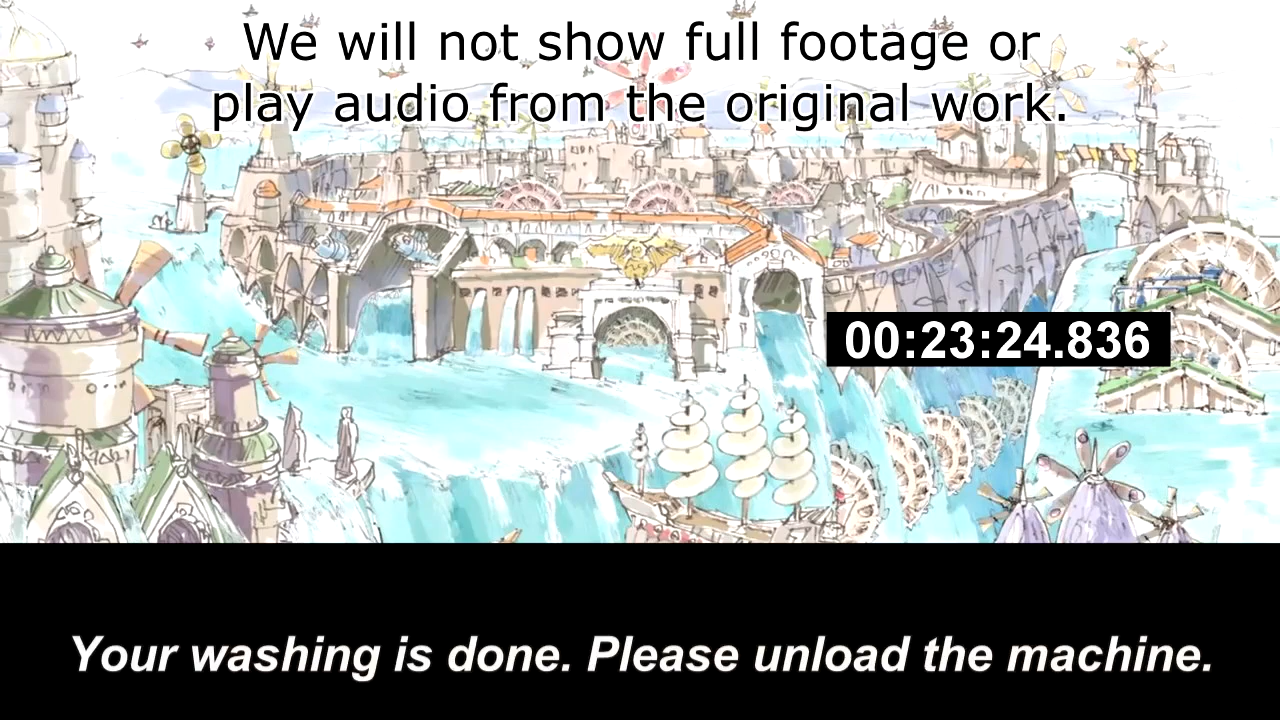 We will not show full footage or
play audio from the original work.
00:23:24.836
Your washing is done. Please unload the machine.